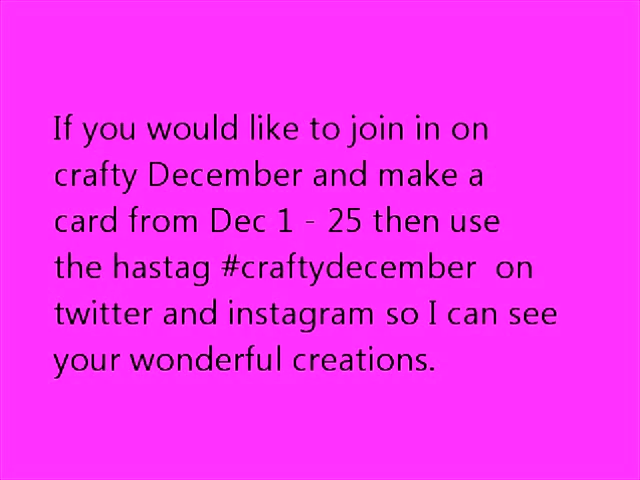 If you would like to join in on
crafty December and make a
card from Dec 1 - 25 then use
the hastag #craftydecember  on
twitter and instagram so I can see
your wonderful creations.